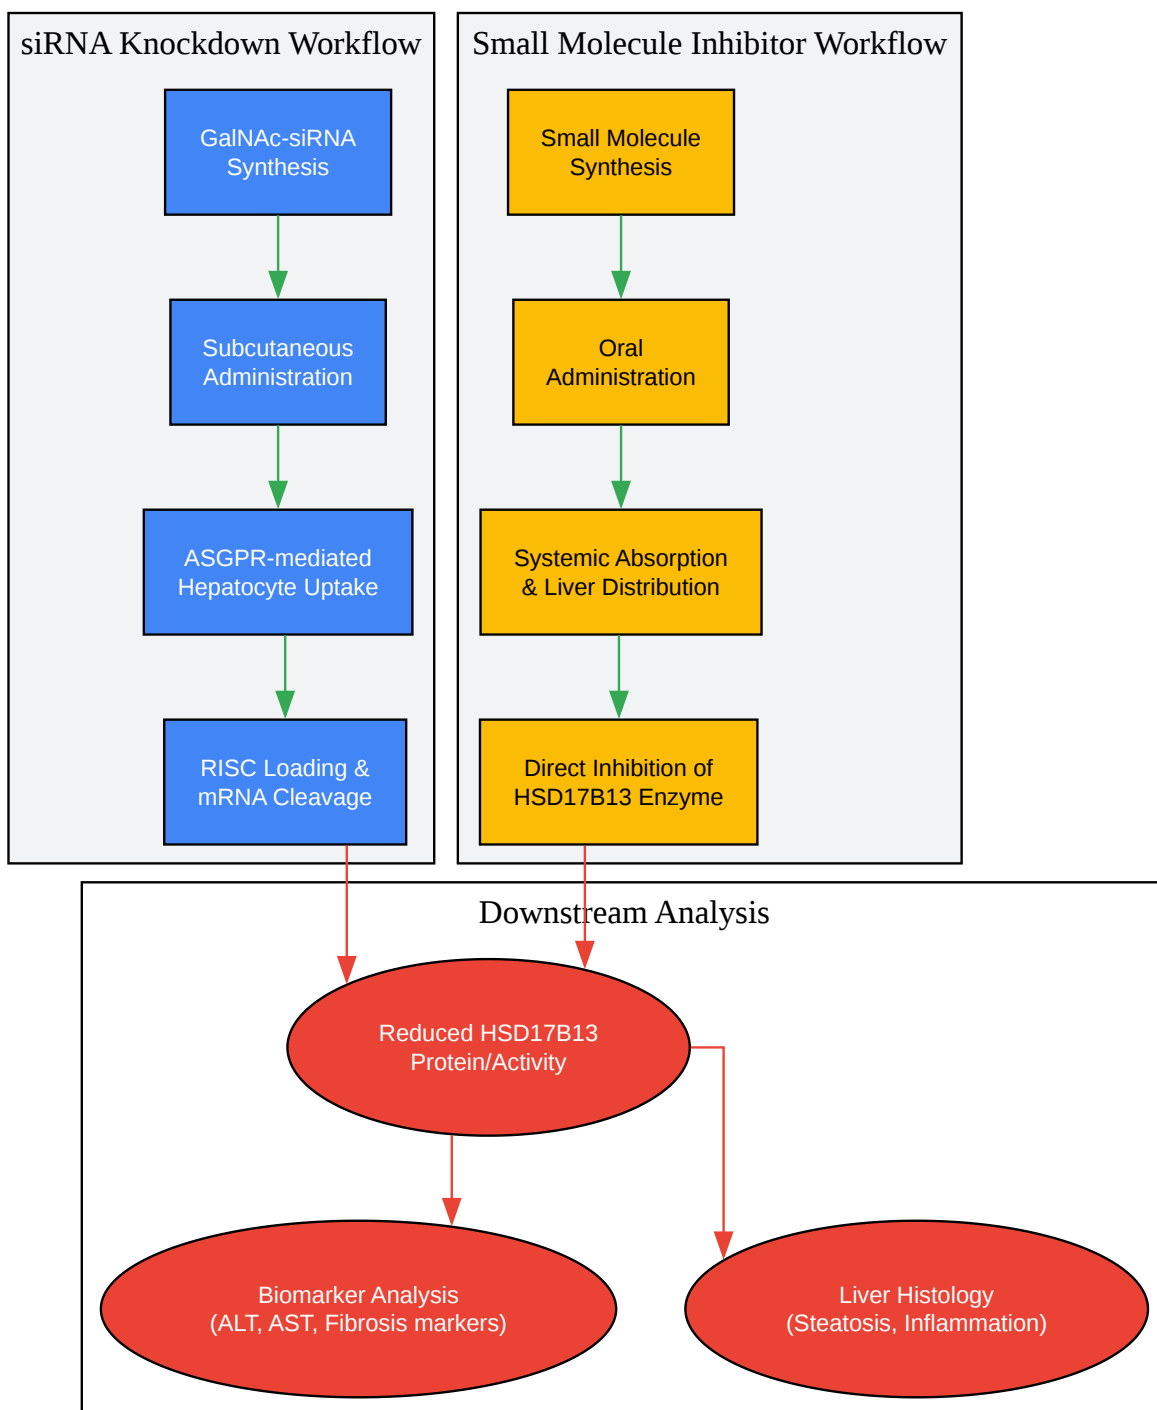 siRNA Knockdown Workflow
GalNAc-siRNA
Synthesis
Subcutaneous
Administration
ASGPR-mediated
Hepatocyte Uptake
RISC Loading &
mRNA Cleavage
Small Molecule Inhibitor Workflow
Small Molecule
Synthesis
Oral
Administration
Systemic Absorption
& Liver Distribution
Direct Inhibition of
HSD17B13 Enzyme
Downstream Analysis
Reduced HSD17B13
Protein/Activity
Biomarker Analysis
(ALT, AST, Fibrosis markers)
Liver Histology
(Steatosis, Inflammation)